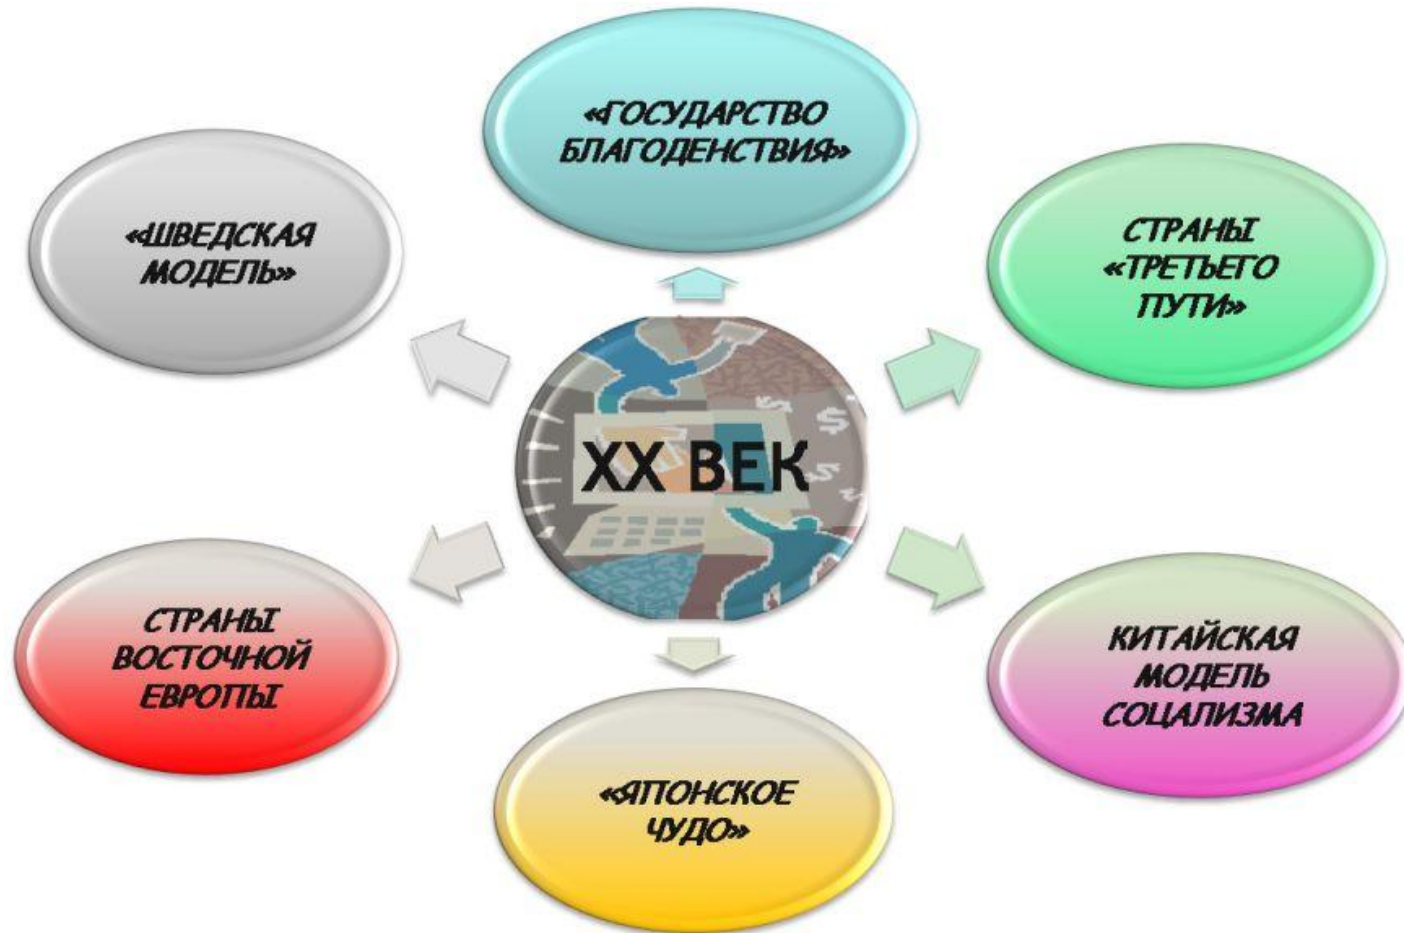 «ГОСУДАРСТВО
БЛАГОДЕНСТВИЯ»
«ШВЕДСКАЯ
МОДЕЛЬ»
СТРАНЫ
«ТРЕТЬЕГО
ПУТИ»
XX ВЕК
СТРАНЫ
ВОСТОЧНОЙ
ЕВРОПЫ
КИТАЙСКАЯ
МОДЕЛЬ
СОЦАЛИЗМА
«ЯПОНСКОЕ
ЧУДО»